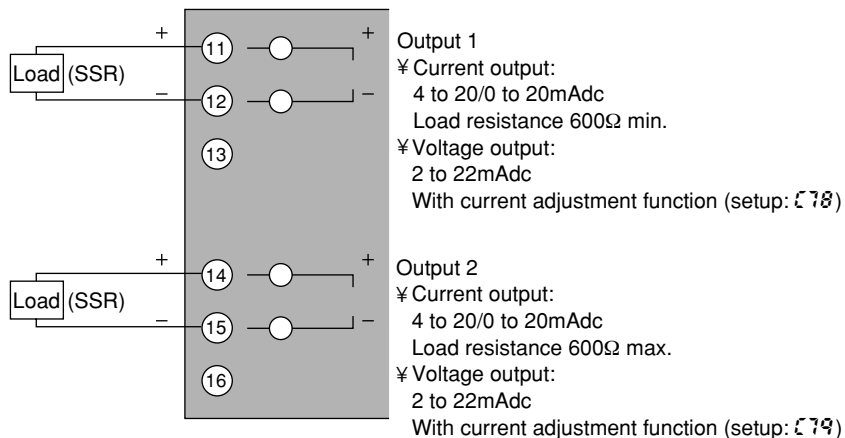 +
11
+
Output 1
Load (SSR)
¥ Current output:
−
12
−
4 to 20/0 to 20mAdc
Load resistance 600Ω min.
13
¥ Voltage output:
2 to 22mAdc
With current adjustment function (setup: C78)
+
14
+
Output 2
Load (SSR)
¥ Current output:
−
15
−
4 to 20/0 to 20mAdc
Load resistance 600Ω max.
16
¥ Voltage output:
2 to 22mAdc
With current adjustment function (setup: C79)